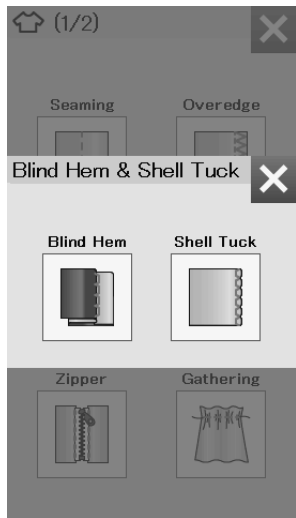 (1/2)
Seaming Overedge
Blind Hem & Shell Tuck
Blind Hem Shell Tuck
Zipper Gathering